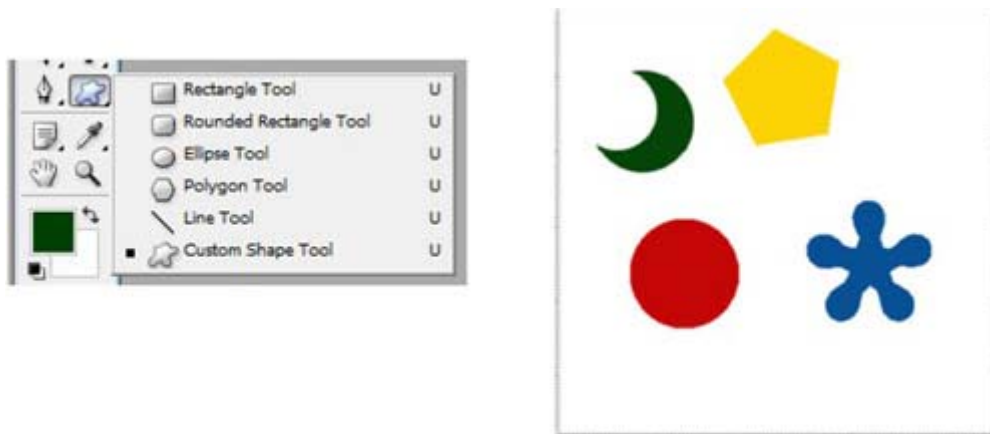 Rectangle Tool U
Rounded Rectangle Tool U
Ellipse Tool U
Polygon Tool U
Line Tool U
Custom Shape Tool U